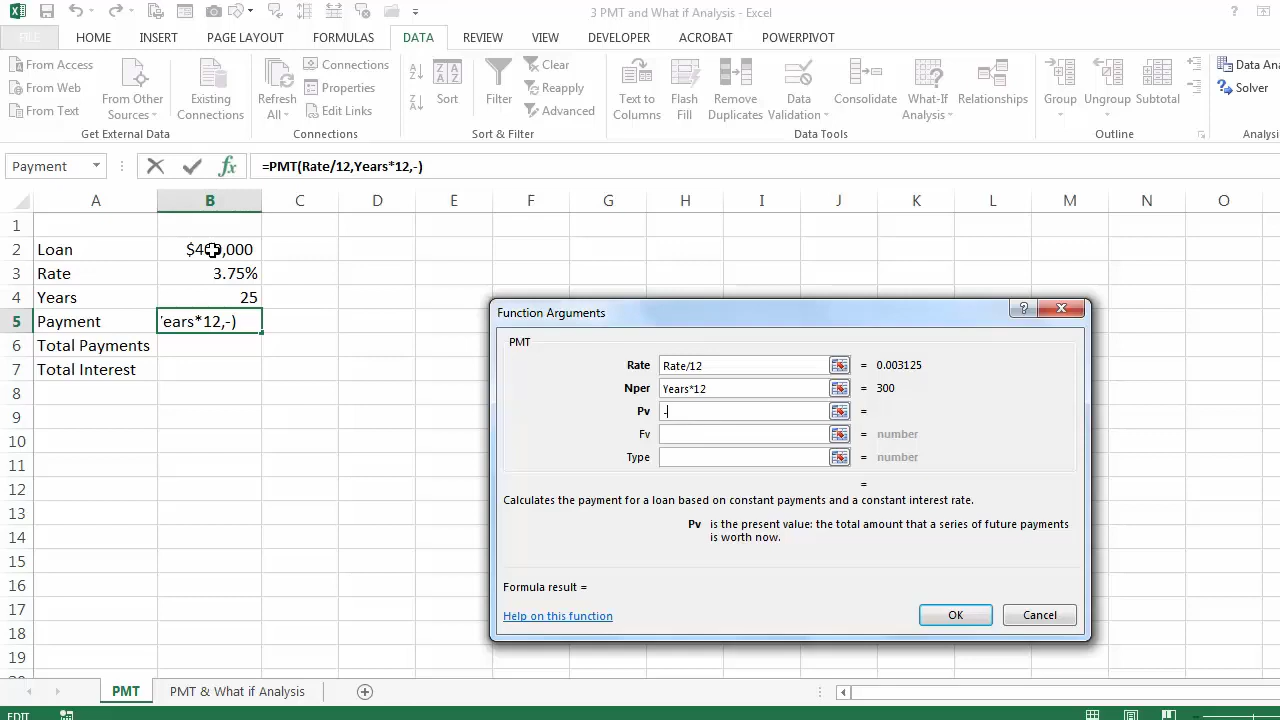 3 PMT and What if Analysis - Excel
FILE HOME INSERT PAGE LAYOUT FORMULAS DATA REVIEW VIEW DEVELOPER ACROBAT POWERPIVOT
From Access
From Web
From Text
From Other Sources
Existing Connections
Get External Data
Refresh All
Connections
Properties
Edit Links
Connections
Sort
Filter
Clear
Reapply
Advanced
Sort & Filter
Text to Columns
Flash Fill
Remove Duplicates
Data Validation
Consolidate
What-If Analysis
Relationships
Data Tools
Group
Ungroup
Subtotal
Outline
Data
Solver
Payment
fx
=PMT(Rate/12,Years*12,-)
A B C D E F G H I J K L M N O
1
2 Loan
3 Rate 3.75%
4 Years 25
5 Payment 'ears*12,-)
6 Total Payments
7 Total Interest
8
9
10
11
12
13
14
15
16
17
18
19
Function Arguments
PMT
Rate Rate/12 = 0.003125
Nper Years*12 = 300
Pv - =
Fv = number
Type = number
=
Calculates the payment for a loan based on constant payments and a constant interest rate.
Pv is the present value: the total amount that a series of future payments
is worth now.
Formula result =
Help on this function
OK Cancel
PMT PMT & What if Analysis
EDIT